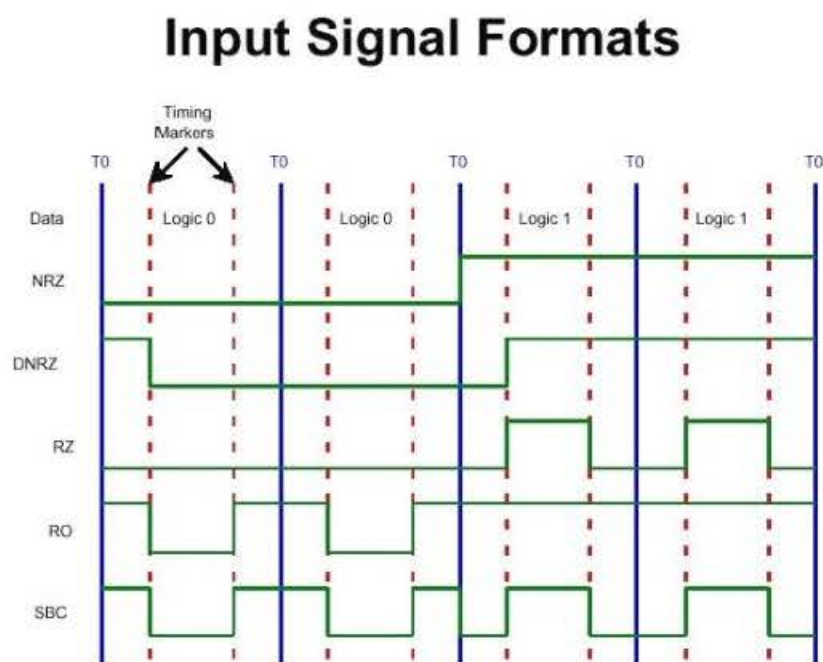 Input Signal Formats
Timing
Markers
T0 T0 T0 T0 T0
Data Logic 0 Logic 0 Logic 1 Logic 1
NRZ
DNRZ
RZ
RO
SBC